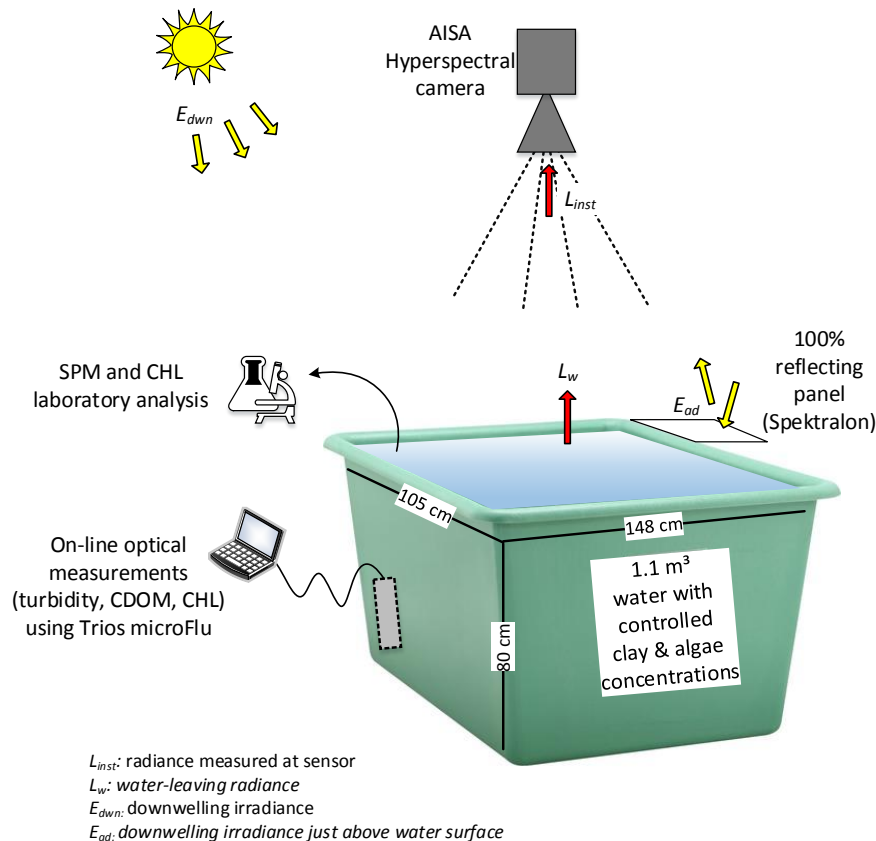 AISA
Hyperspectral
camera
E_dwn
L_inst
100%
reflecting
panel
(Spektralon)
SPM and CHL
laboratory analysis
L_w
E_ad
105 cm
148 cm
On-line optical
measurements
(turbidity, CDOM, CHL)
using Trios microFlu
1.1 m³
water with
controlled
clay & algae
concentrations
80 cm
L_inst: radiance measured at sensor
L_w: water-leaving radiance
E_dwn: downwelling irradiance
E_ad: downwelling irradiance just above water surface